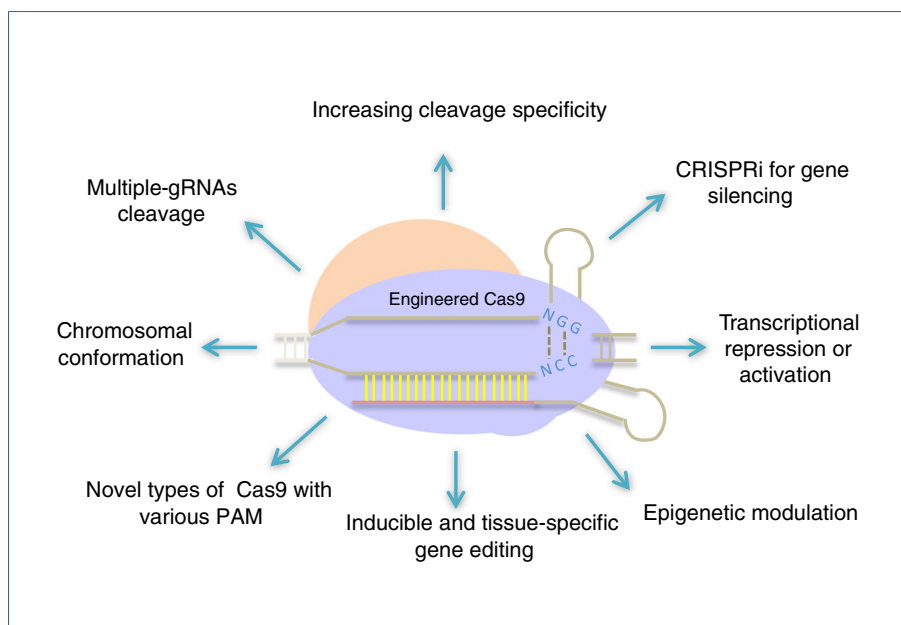 Increasing cleavage specificity
Multiple-gRNAs
cleavage
CRISPRi for gene
silencing
Engineered Cas9
NGG
NCC
Chromosomal
conformation
Transcriptional
repression or
activation
Novel types of Cas9 with
various PAM
Inducible and tissue-specific
gene editing
Epigenetic modulation